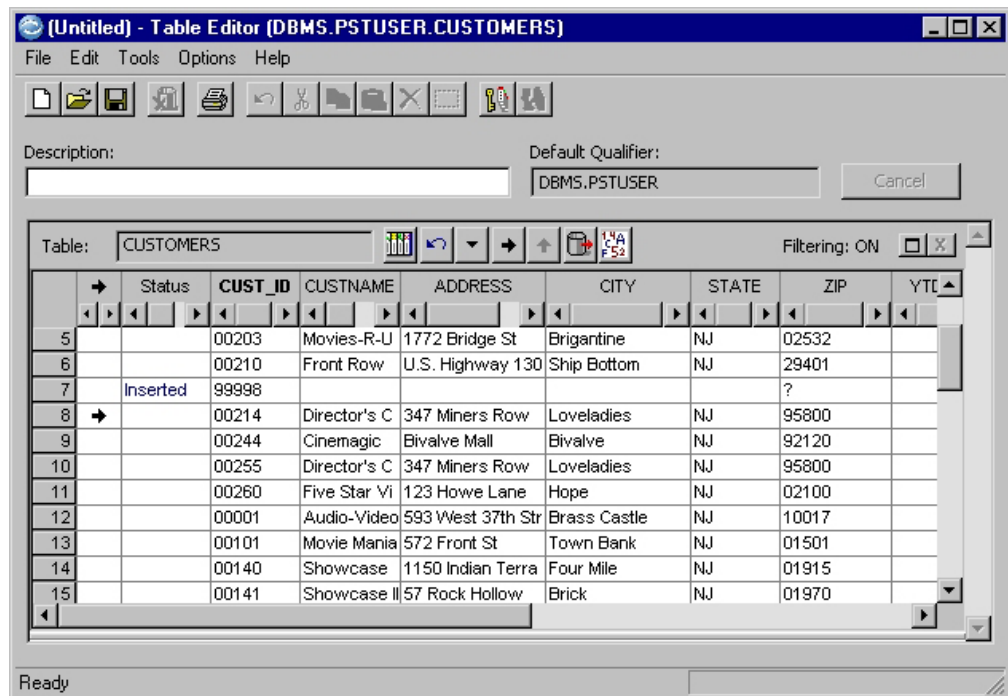 (Untitled) - Table Editor (DBMS.PSTUSER.CUSTOMERS)
File Edit Tools Options Help
Description: Default Qualifier:
DBMS.PSTUSER Cancel
Table: CUSTOMERS Filtering: ON
Status CUST_ID CUSTNAME ADDRESS CITY STATE ZIP YTD
5 00203 Movies-R-U 1772 Bridge St Brigantine NJ 02532
6 00210 Front Row U.S. Highway 130 Ship Bottom NJ 29401
7 Inserted 99998 ?
8 00214 Director's C 347 Miners Row Loveladies NJ 95800
9 00244 Cinemagic Bivalve Mall Bivalve NJ 92120
10 00255 Director's C 347 Miners Row Loveladies NJ 95800
11 00260 Five Star Vi 123 Howe Lane Hope NJ 02100
12 00001 Audio-Video 593 West 37th Str Brass Castle NJ 10017
13 00101 Movie Mania 572 Front St Town Bank NJ 01501
14 00140 Showcase 1150 Indian Terra Four Mile NJ 01915
15 00141 Showcase II 57 Rock Hollow Brick NJ 01970
Ready